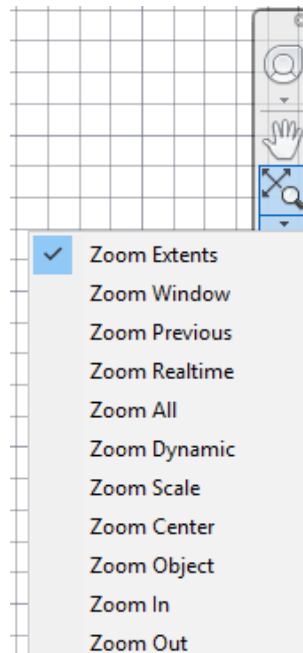 Zoom Extents
Zoom Window
Zoom Previous
Zoom Realtime
Zoom All
Zoom Dynamic
Zoom Scale
Zoom Center
Zoom Object
Zoom In
Zoom Out